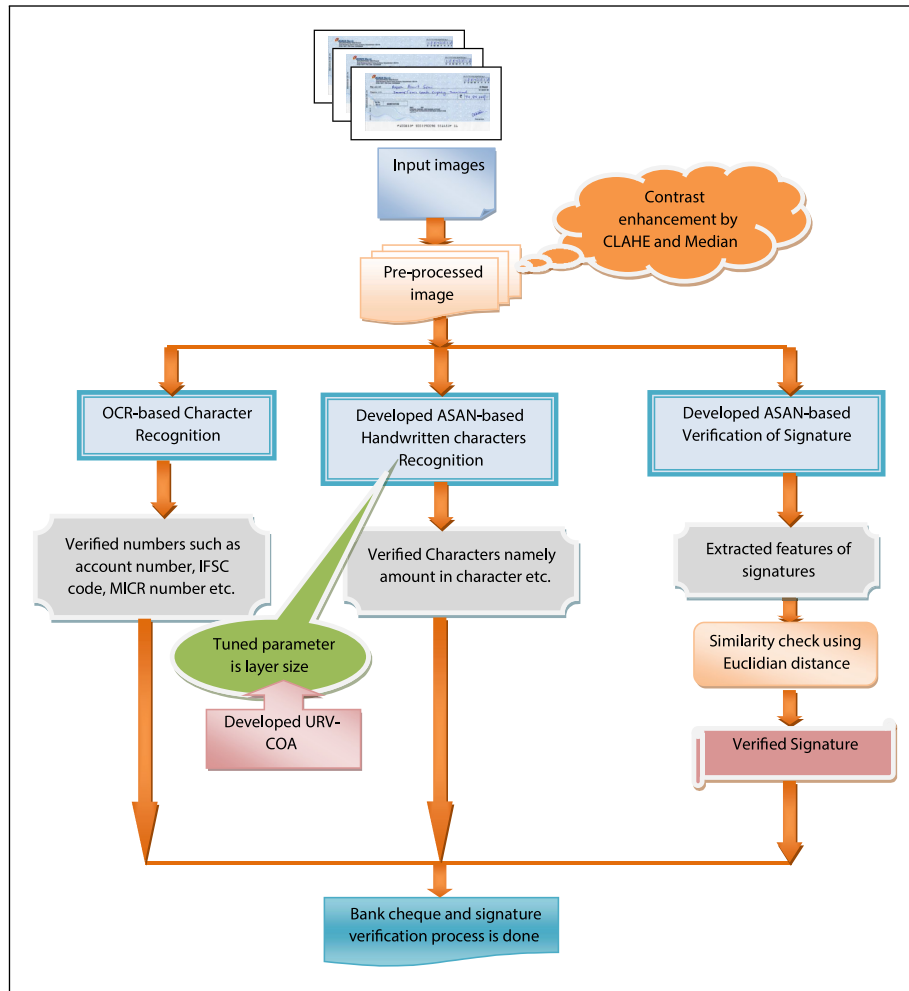 Input images
Contrast
enhancement by
CLAHE and Median
Pre-processed
image
OCR-based Character
Recognition
Developed ASAN-based
Handwritten characters
Recognition
Developed ASAN-based
Verification of Signature
Verified numbers such as
account number, IFSC
code, MICR number etc.
Verified Characters namely
amount in character etc.
Extracted features of
signatures
Tuned parameter
is layer size
Similarity check using
Euclidian distance
Developed URV-
COA
Verified Signature
Bank cheque and signature
verification process is done